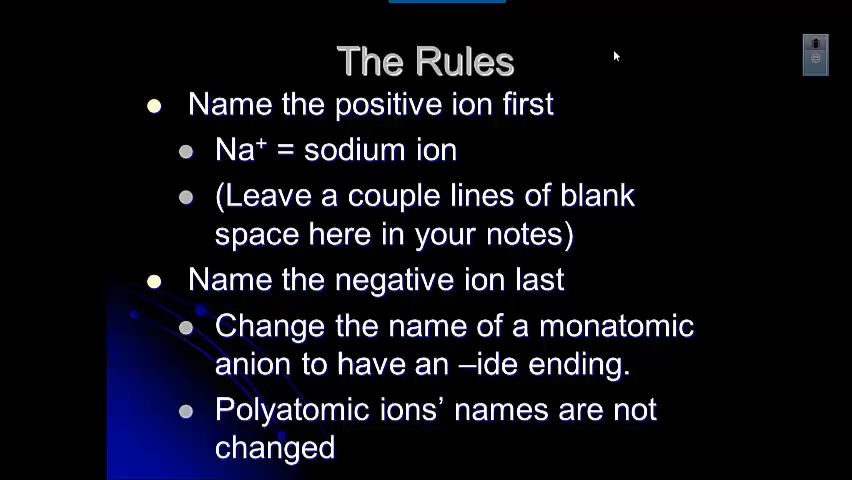 The Rules
Name the positive ion first
Na⁺ = sodium ion
(Leave a couple lines of blank
space here in your notes)
Name the negative ion last
Change the name of a monatomic
anion to have an –ide ending.
Polyatomic ions’ names are not
changed